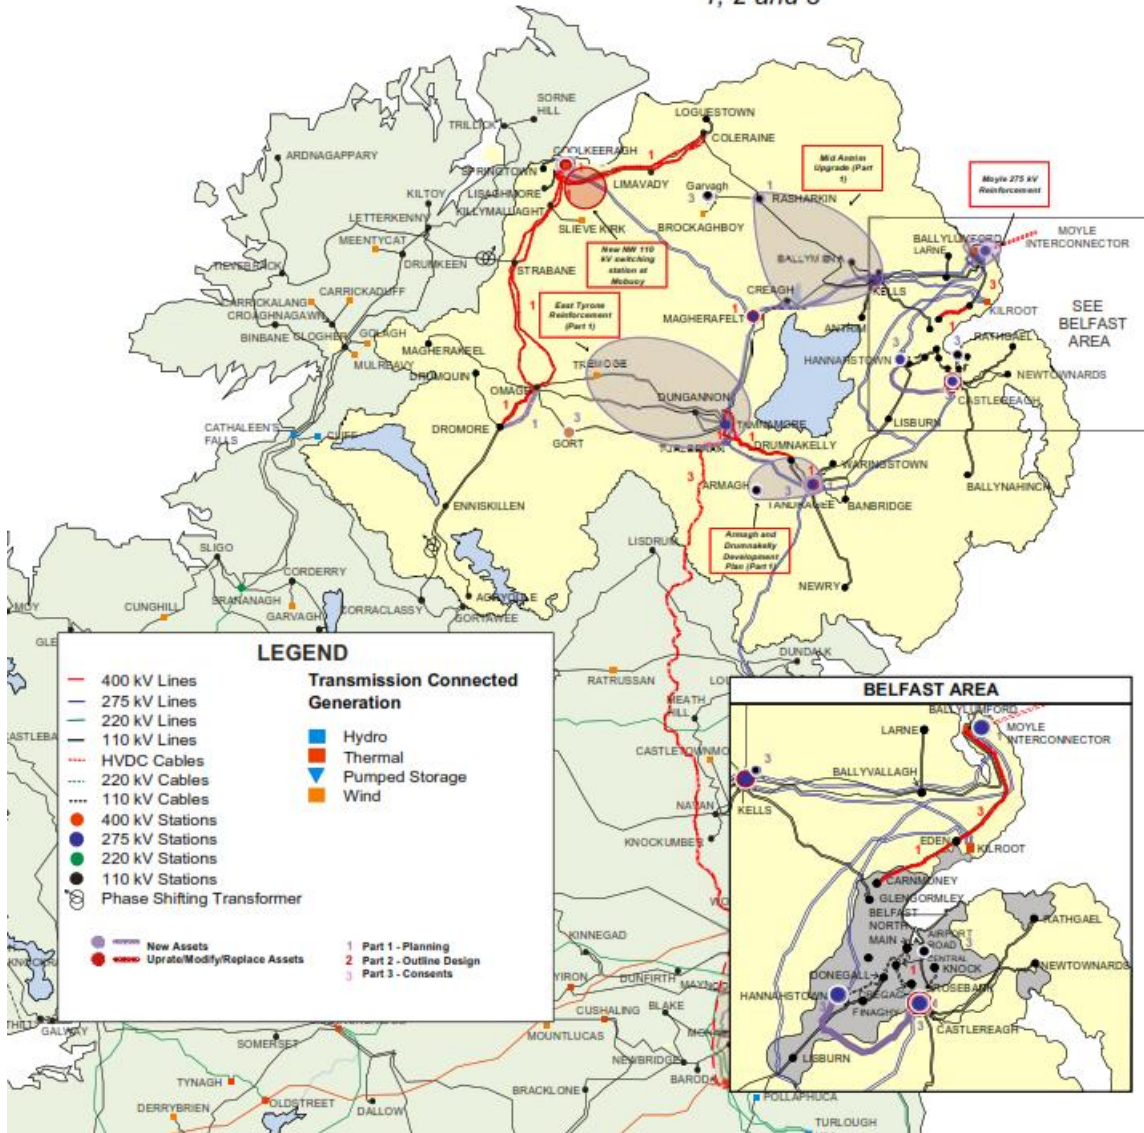 1, 2 and 3
SORNE
HILL
TRILLICK
ARDNAGAPPARY
LOGUESTOWN
COLERAINE
COOLKEERAGH
SPRINGTOWN
LISAGHMORE
KILLYMALLAGHT
LIMAVADY
Garvagh
3
1
RASHARKIN
Mid Antrim
Upgrade (Part
1)
Moyle 275 kV
Reinforcement
KILTOY
LETTERKENNY
MEENTYCAT
DRUMKEEN
SLIEVE KIRK
BROCKAGHBOY
New NW 110
kV switching
station at
Mobuoy
BALLYLUMFORD
LARNE
MOYLE
INTERCONNECTOR
TIEVEBRACK
STRABANE
BALLYMENA
KELLS
CREAGH
CARRICKADUFF
CARRICKALANG
CROAGHNAGAWN
East Tyrone
Reinforcement
(Part 1)
MAGHERAFELT
ANTRIM
KILROOT
SEE
BELFAST
AREA
BINBANE
CLOGHER
GOLAGH
MULREAVY
MAGHERAKEEL
DRUMQUIN
TREMOGE
HANNAHSTOWN
RATHGAEL
NEWTOWNARDS
OMAGH
DUNGANNON
CASTLEREAGH
CATHALEEN'S
FALLS
CLIFF
DROMORE
GORT
TAMNAMORE
TURLEENAN
DRUMNAKELLY
LISBURN
WARINGSTOWN
ARMAGH
TANDRAGEE
BANBRIDGE
BALLYNAHINCH
ENNISKILLEN
Armagh and
Drumnakelly
Development
Plan (Part 1)
SLIGO
LISDRUM
NEWRY
CORDERRY
SRANANAGH
CUNGHILL
GARVAGH
CORRACLASSY
AGHYOULE
GORTAWEE
DUNDALK
RATRUSSAN
MEATH
HILL
NAVAN
KNOCKUMBER
LEGEND
400 kV Lines
275 kV Lines
220 kV Lines
110 kV Lines
HVDC Cables
220 kV Cables
110 kV Cables
400 kV Stations
275 kV Stations
220 kV Stations
110 kV Stations
Phase Shifting Transformer
Transmission Connected
Generation
Hydro
Thermal
Pumped Storage
Wind
New Assets
Uprate/Modify/Replace Assets
1 Part 1 - Planning
2 Part 2 - Outline Design
3 Part 3 - Consents
BELFAST AREA
BALLYLUMFORD
LARNE
MOYLE
INTERCONNECTOR
BALLYVALLAGH
KELLS
EDEN
KILROOT
CARNMONEY
GLENGORMLEY
BELFAST
NORTH
MAIN
AIRPORT
ROAD
CENTRAL
KNOCK
RATHGAEL
DONEGALL
NEWTOWNARDS
HANNAHSTOWN
CREGAGH
ROSEBANK
FINAGHY
CASTLEREAGH
LISBURN
KINNEGAD
DUNFIRTH
CUSHALING
BLAKE
MOUNTLUCAS
NEWBRIDGE
GALWAY
SOMERSET
TYNAGH
OLDSTREET
DERRYBRIEN
DALLOW
BRACKLONE
BARODA
POLLAPHUCA
TURLOUGH